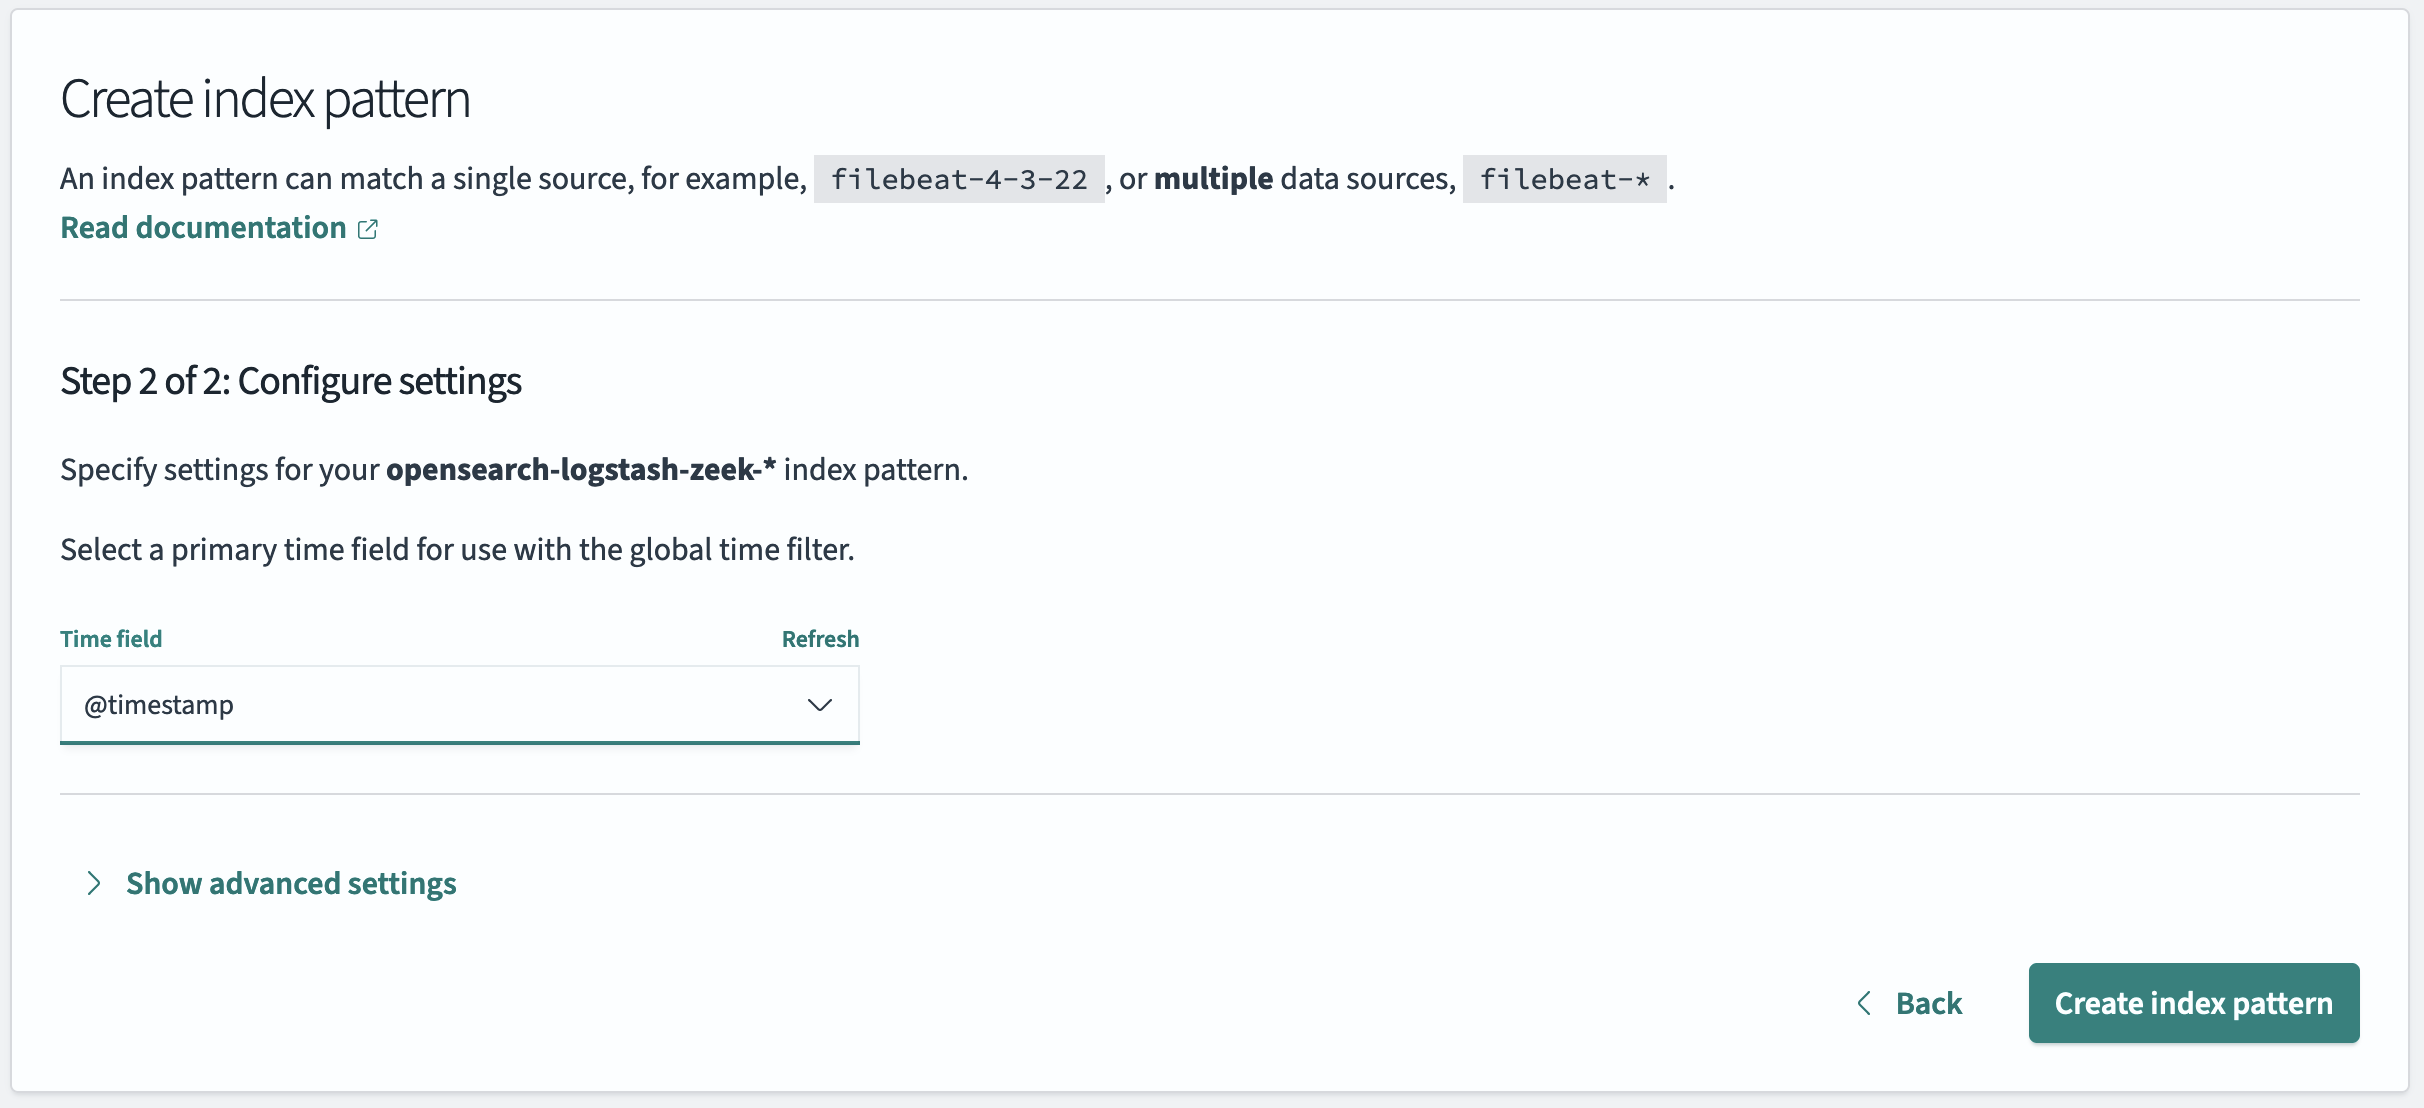 Create index pattern
An index pattern can match a single source, for example, filebeat-4-3-22 , or multiple data sources, filebeat-* .
Read documentation
Step 2 of 2: Configure settings
Specify settings for your opensearch-logstash-zeek-* index pattern.
Select a primary time field for use with the global time filter.
Time field Refresh
@timestamp
Show advanced settings
Back Create index pattern